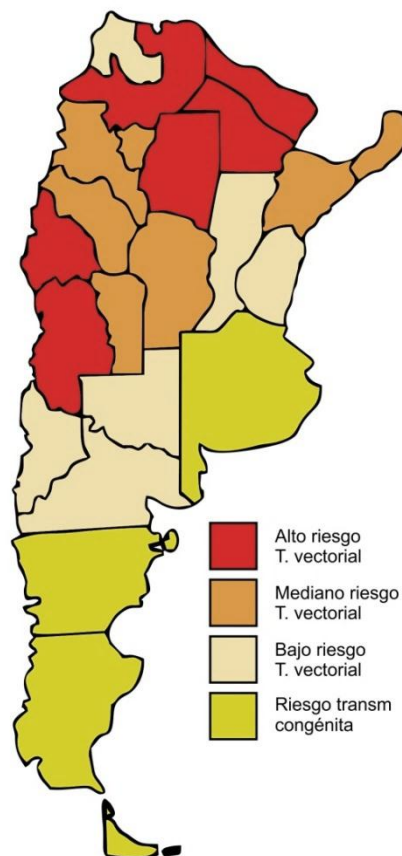 Alto riesgo
T. vectorial
Mediano riesgo
T. vectorial
Bajo riesgo
T. vectorial
Riesgo transm
congénita